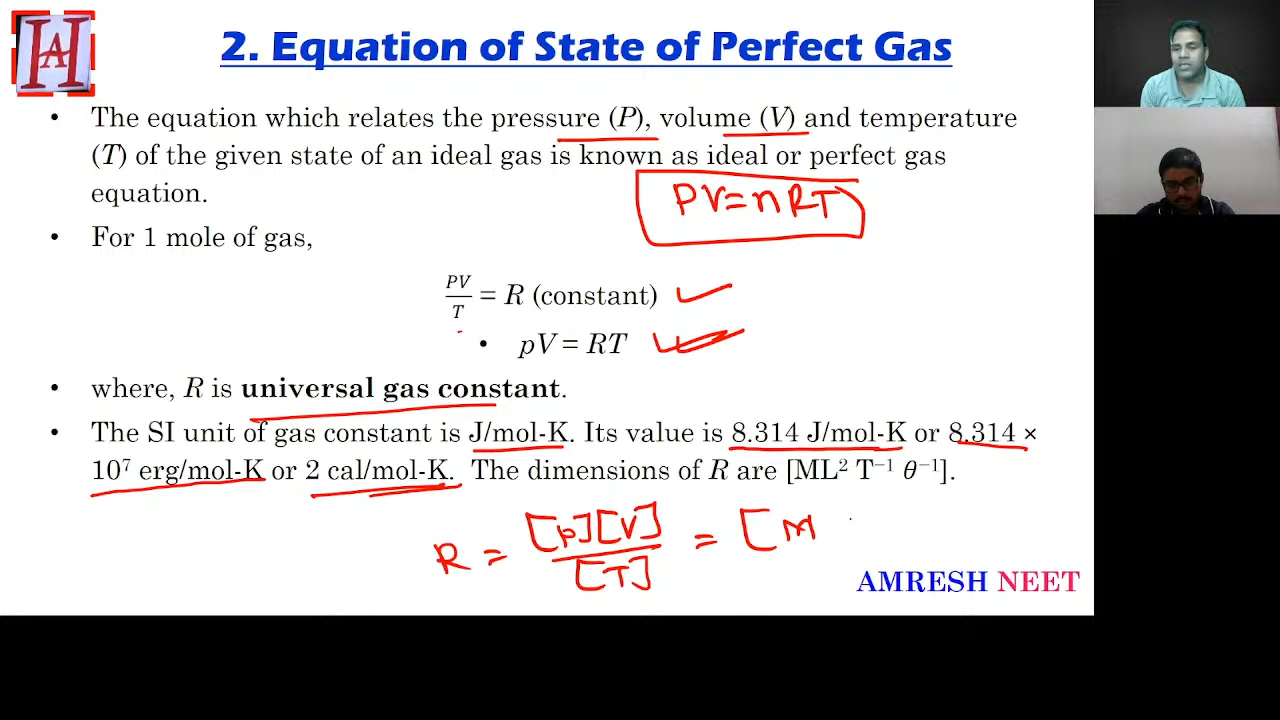 HA
2. Equation of State of Perfect Gas
• The equation which relates the pressure (P), volume (V) and temperature
(T) of the given state of an ideal gas is known as ideal or perfect gas
equation.
PV=nRT
• For 1 mole of gas,
PV/T = R (constant)
• pV = RT
• where, R is universal gas constant.
• The SI unit of gas constant is J/mol-K. Its value is 8.314 J/mol-K or 8.314 ×
10⁷ erg/mol-K or 2 cal/mol-K. The dimensions of R are [ML² T⁻¹ θ⁻¹].
R = [P][V]/[T] = [M
AMRESH NEET